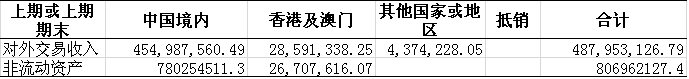 上期或上期期末 中国境内 香港及澳门 其他国家或地区 抵销 合计
对外交易收入 454,987,560.49 28,591,338.25 4,374,228.05 487,953,126.79
非流动资产 780254511.3 26,707,616.07 806962127.4